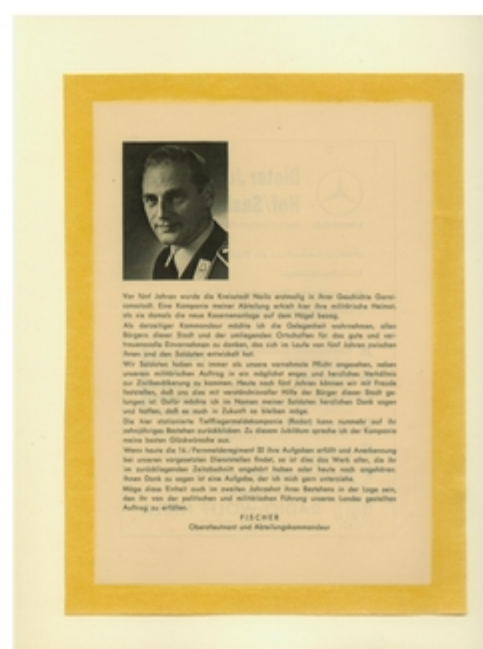 Vor fünf Jahren wurde die Kreisstadt Naila erstmalig in ihrer Geschichte Garni-
sonsstadt. Eine Kompanie meiner Abteilung erhielt hier ihre militärische Heimat,
als sie damals die neue Kasernenanlage auf dem Hügel bezog.
Als derzeitiger Kommandeur möchte ich die Gelegenheit wahrnehmen, allen
Bürgern dieser Stadt und der umliegenden Ortschaften für das gute und ver-
trauensvolle Einvernehmen zu danken, das sich im Laufe von fünf Jahren zwischen
ihnen und den Soldaten entwickelt hat.
Wir Soldaten haben es immer als unsere vornehmste Pflicht angesehen, neben
unserem militärischen Auftrag in ein möglichst enges und herzliches Verhältnis
zur Zivilbevölkerung zu kommen. Heute nach fünf Jahren können wir mit Freude
feststellen, daß uns dies mit verständnisvoller Hilfe der Bürger dieser Stadt ge-
lungen ist. Dafür möchte ich im Namen meiner Soldaten herzlichen Dank sagen
und hoffen, daß es auch in Zukunft so bleiben möge.
Die hier stationierte Tieffliegermeldekompanie (Radar) kann nunmehr auf ihr
zehnjähriges Bestehen zurückblicken. Zu diesem Jubiläum spreche ich der Kompanie
meine besten Glückwünsche aus.
Wenn heute die 14./Fernmelderegiment 32 ihre Aufgaben erfüllt und Anerkennung
bei unseren vorgesetzten Dienststellen findet, so ist dies das Werk aller, die ihr
im zurückliegenden Zeitabschnitt angehört haben oder heute noch angehören.
Ihnen Dank zu sagen ist eine Aufgabe, der ich mich gern unterziehe.
Möge diese Einheit auch im zweiten Jahrzehnt ihres Bestehens in der Lage sein,
den ihr von der politischen und militärischen Führung unseres Landes gestellten
Auftrag zu erfüllen.
FISCHER
Oberstleutnant und Abteilungskommandeur